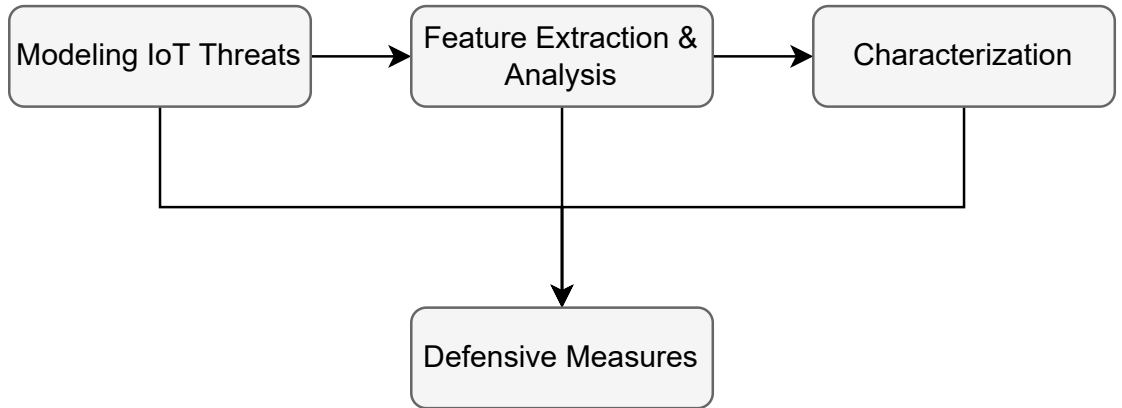 Modeling IoT Threats
Feature Extraction &
Analysis
Characterization
Defensive Measures